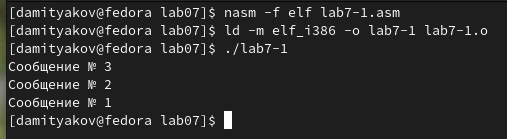 [damityakov@fedora lab07]$ nasm -f elf lab7-1.asm
[damityakov@fedora lab07]$ ld -m elf_i386 -o lab7-1 lab7-1.o
[damityakov@fedora lab07]$ ./lab7-1
Сообщение № 3
Сообщение № 2
Сообщение № 1
[damityakov@fedora lab07]$